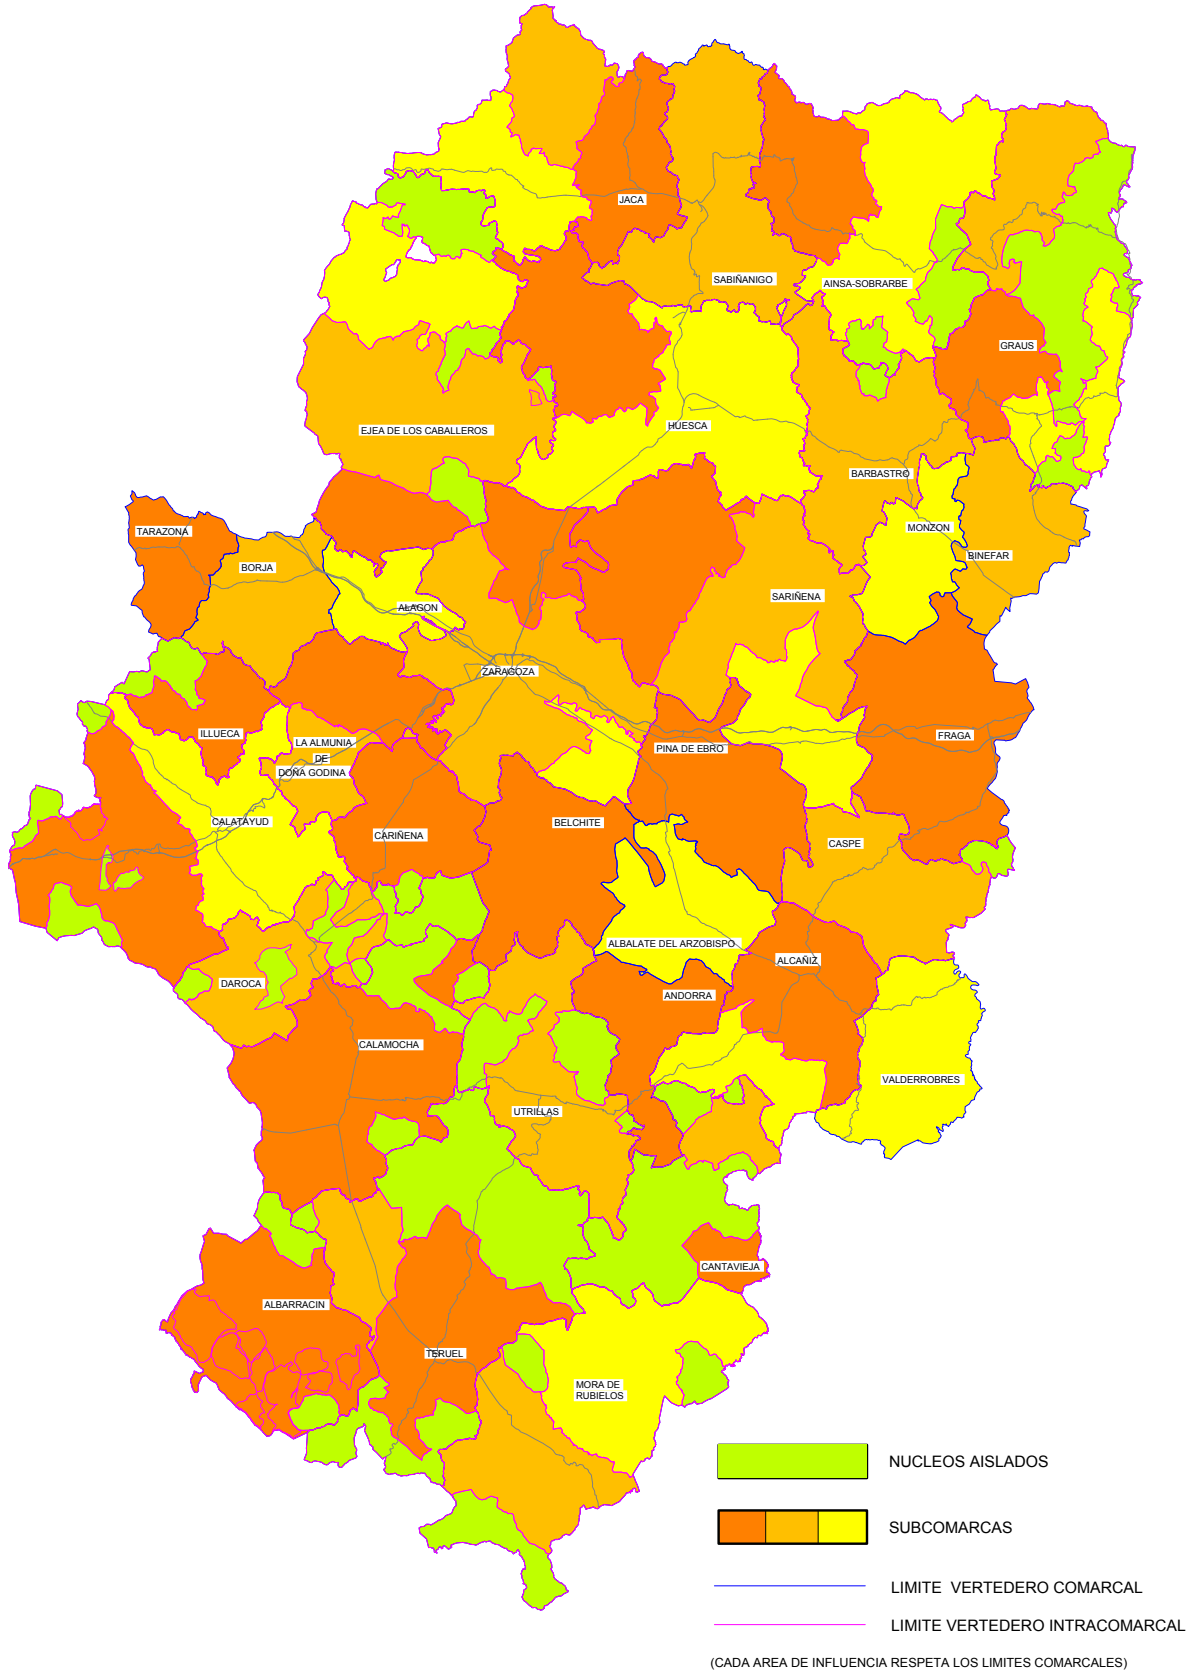 JACA
SABIÑANIGO
AINSA-SOBRARBE
GRAUS
EJEA DE LOS CABALLEROS
HUESCA
BARBASTRO
TARAZONA
MONZON
BINEFAR
BORJA
SARIÑENA
ALAGON
ZARAGOZA
ILLUECA
LA ALMUNIA
DE
DOÑA GODINA
PINA DE EBRO
FRAGA
CALATAYUD
CARIÑENA
BELCHITE
CASPE
ALBALATE DEL ARZOBISPO
ALCAÑIZ
DAROCA
ANDORRA
CALAMOCHA
VALDERROBRES
UTRILLAS
CANTAVIEJA
ALBARRACIN
TERUEL
MORA DE
RUBIELOS
NUCLEOS AISLADOS
SUBCOMARCAS
LIMITE VERTEDERO COMARCAL
LIMITE VERTEDERO INTRACOMARCAL
(CADA AREA DE INFLUENCIA RESPETA LOS LIMITES COMARCALES)